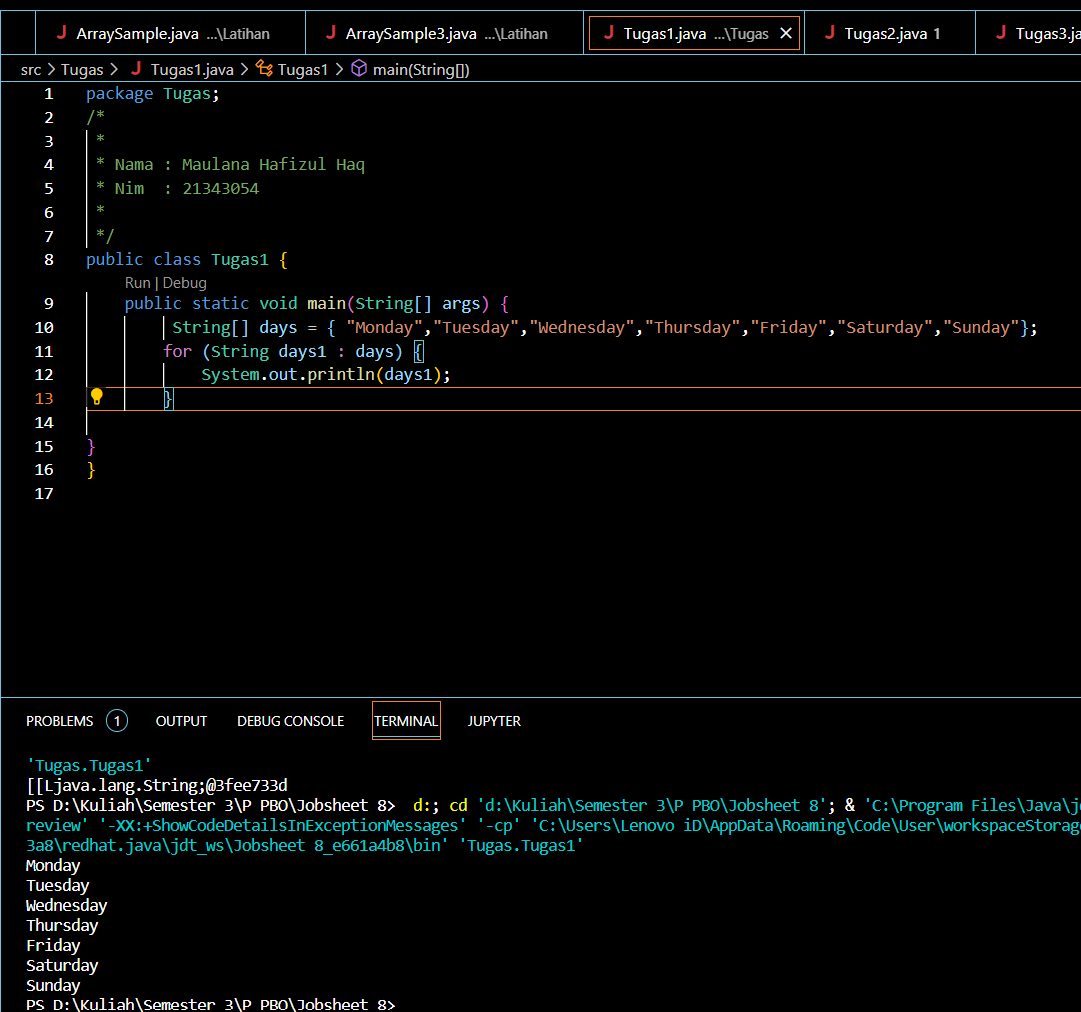 J ArraySample.java ...\Latihan J ArraySample3.java ...\Latihan J Tugas1.java ...\Tugas × J Tugas2.java 1 J Tugas3.ja
src > Tugas > J Tugas1.java > Tugas1 > main(String[])
1 package Tugas;
2 /*
3 *
4 * Nama : Maulana Hafizul Haq
5 * Nim : 21343054
6 *
7 */
8 public class Tugas1 {
Run | Debug
9 public static void main(String[] args) {
10 String[] days = { "Monday","Tuesday","Wednesday","Thursday","Friday","Saturday","Sunday"};
11 for (String days1 : days) {
12 System.out.println(days1);
13 }
14
15 }
16 }
17
PROBLEMS 1 OUTPUT DEBUG CONSOLE TERMINAL JUPYTER
'Tugas.Tugas1'
[[Ljava.lang.String;@3fee733d
PS D:\Kuliah\Semester 3\P PBO\Jobsheet 8> d:; cd 'd:\Kuliah\Semester 3\P PBO\Jobsheet 8'; & 'C:\Program Files\Java\j
review' '-XX:+ShowCodeDetailsInExceptionMessages' '-cp' 'C:\Users\Lenovo iD\AppData\Roaming\Code\User\workspaceStorag
3a8\redhat.java\jdt_ws\Jobsheet 8_e661a4b8\bin' 'Tugas.Tugas1'
Monday
Tuesday
Wednesday
Thursday
Friday
Saturday
Sunday
PS D:\Kuliah\Semester 3\P PBO\Jobsheet 8>